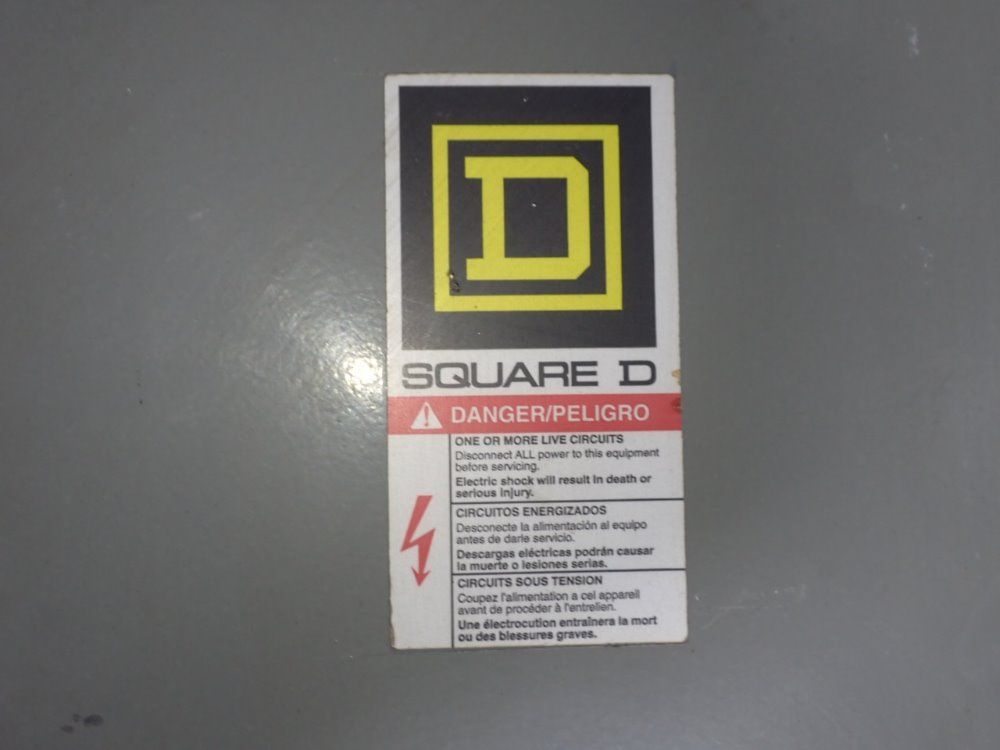 D
SQUARE D
DANGER/PELIGRO
ONE OR MORE LIVE CIRCUITS
Disconnect ALL power to this equipment
before servicing.
Electric shock will result in death or
serious injury.
CIRCUITOS ENERGIZADOS
Desconecte la alimentación al equipo
antes de darle servicio.
Descargas eléctricas podrán causar
la muerte o lesiones serias.
CIRCUITS SOUS TENSION
Coupez l'alimentation a cet appareil
avant de procéder à l'entretien.
Une électrocution entraînera la mort
ou des blessures graves.